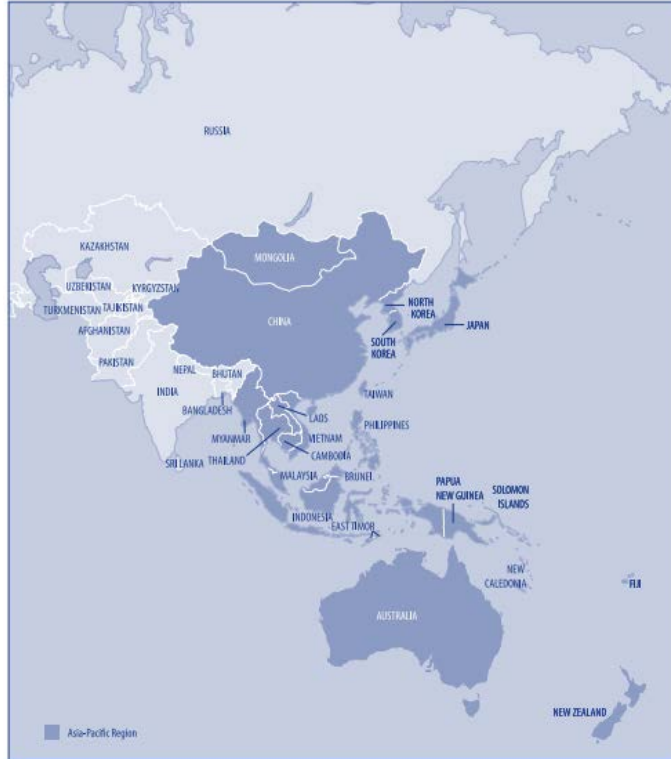 RUSSIA
KAZAKHSTAN
MONGOLIA
UZBEKISTAN
KYRGYZSTAN
NORTH
KOREA
TURKMENISTAN
TAJIKISTAN
CHINA
JAPAN
AFGHANISTAN
SOUTH
KOREA
PAKISTAN
NEPAL
BHUTAN
INDIA
TAIWAN
BANGLADESH
LAOS
PHILIPPINES
MYANMAR
VIETNAM
SRI LANKA
THAILAND
CAMBODIA
MALAYSIA
BRUNEI
PAPUA
NEW GUINEA
SOLOMON
ISLANDS
INDONESIA
EAST TIMOR
NEW
CALEDONIA
FIJI
AUSTRALIA
NEW ZEALAND
Asia-Pacific Region